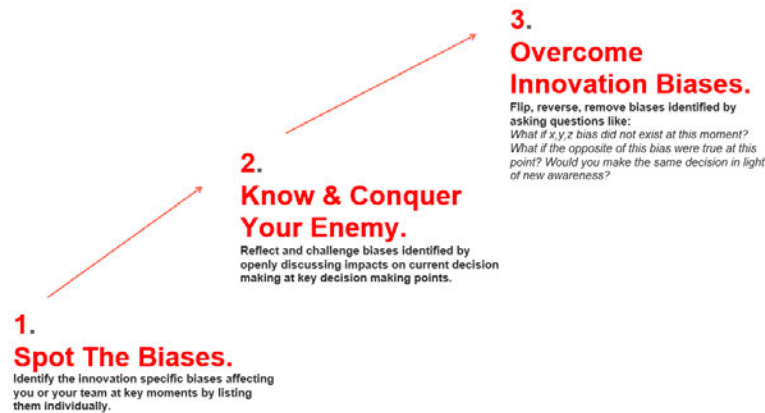 3.
Overcome
Innovation Biases.
Flip, reverse, remove biases identified by
asking questions like:
What if x,y,z bias did not exist at this moment?
What if the opposite of this bias were true at this
point? Would you make the same decision in light
of new awareness?
2.
Know & Conquer
Your Enemy.
Reflect and challenge biases identified by
openly discussing impacts on current decision
making at key decision making points.
1.
Spot The Biases.
Identify the innovation specific biases affecting
you or your team at key moments by listing
them individually.